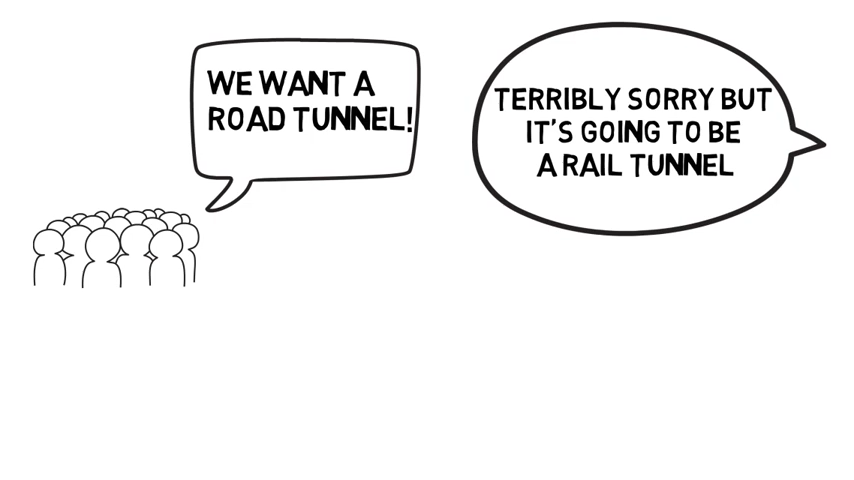 WE WANT A
ROAD TUNNEL!
TERRIBLY SORRY BUT
IT'S GOING TO BE
A RAIL TUNNEL